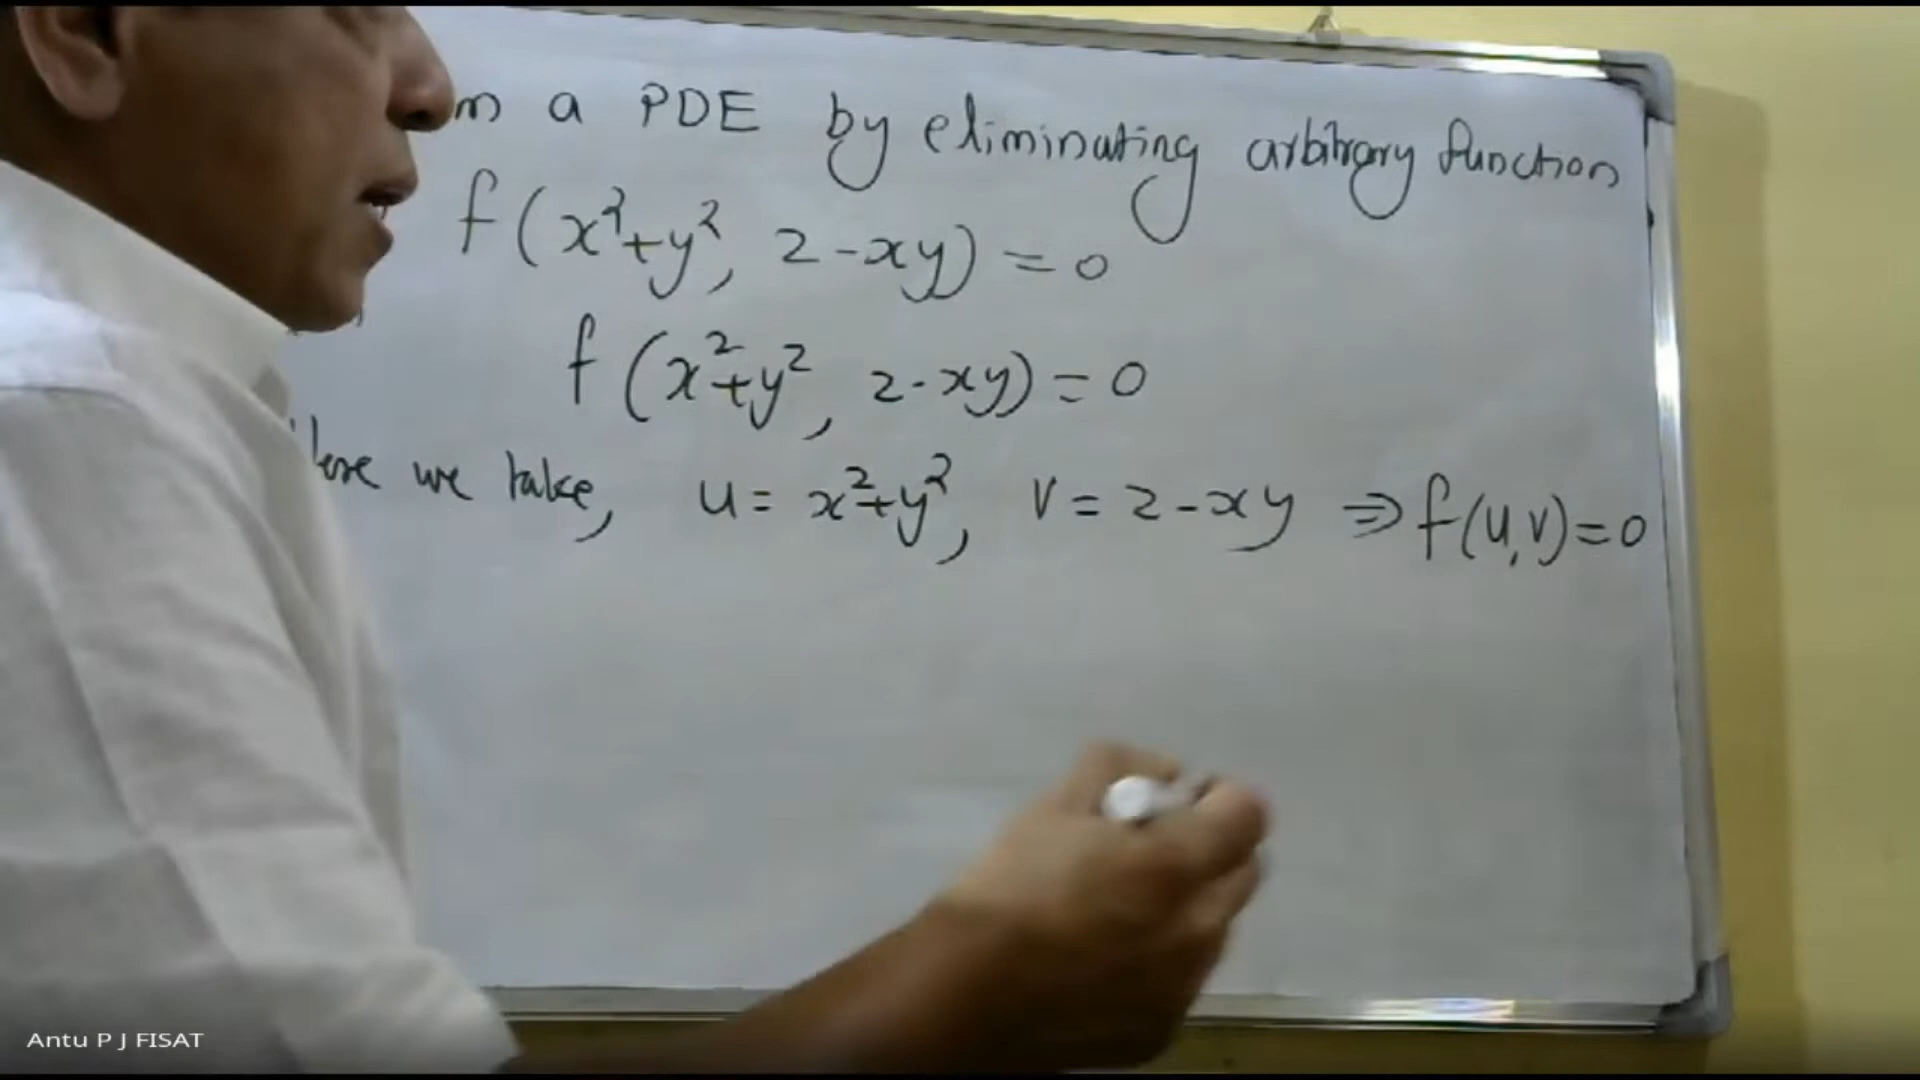 a PDE by eliminating arbitrary function
f(x²+y², z-xy) = 0
f(x²+y², z-xy) = 0
we take, u = x²+y², v = z-xy ⇒ f(u,v)=0
Antu P J FISAT